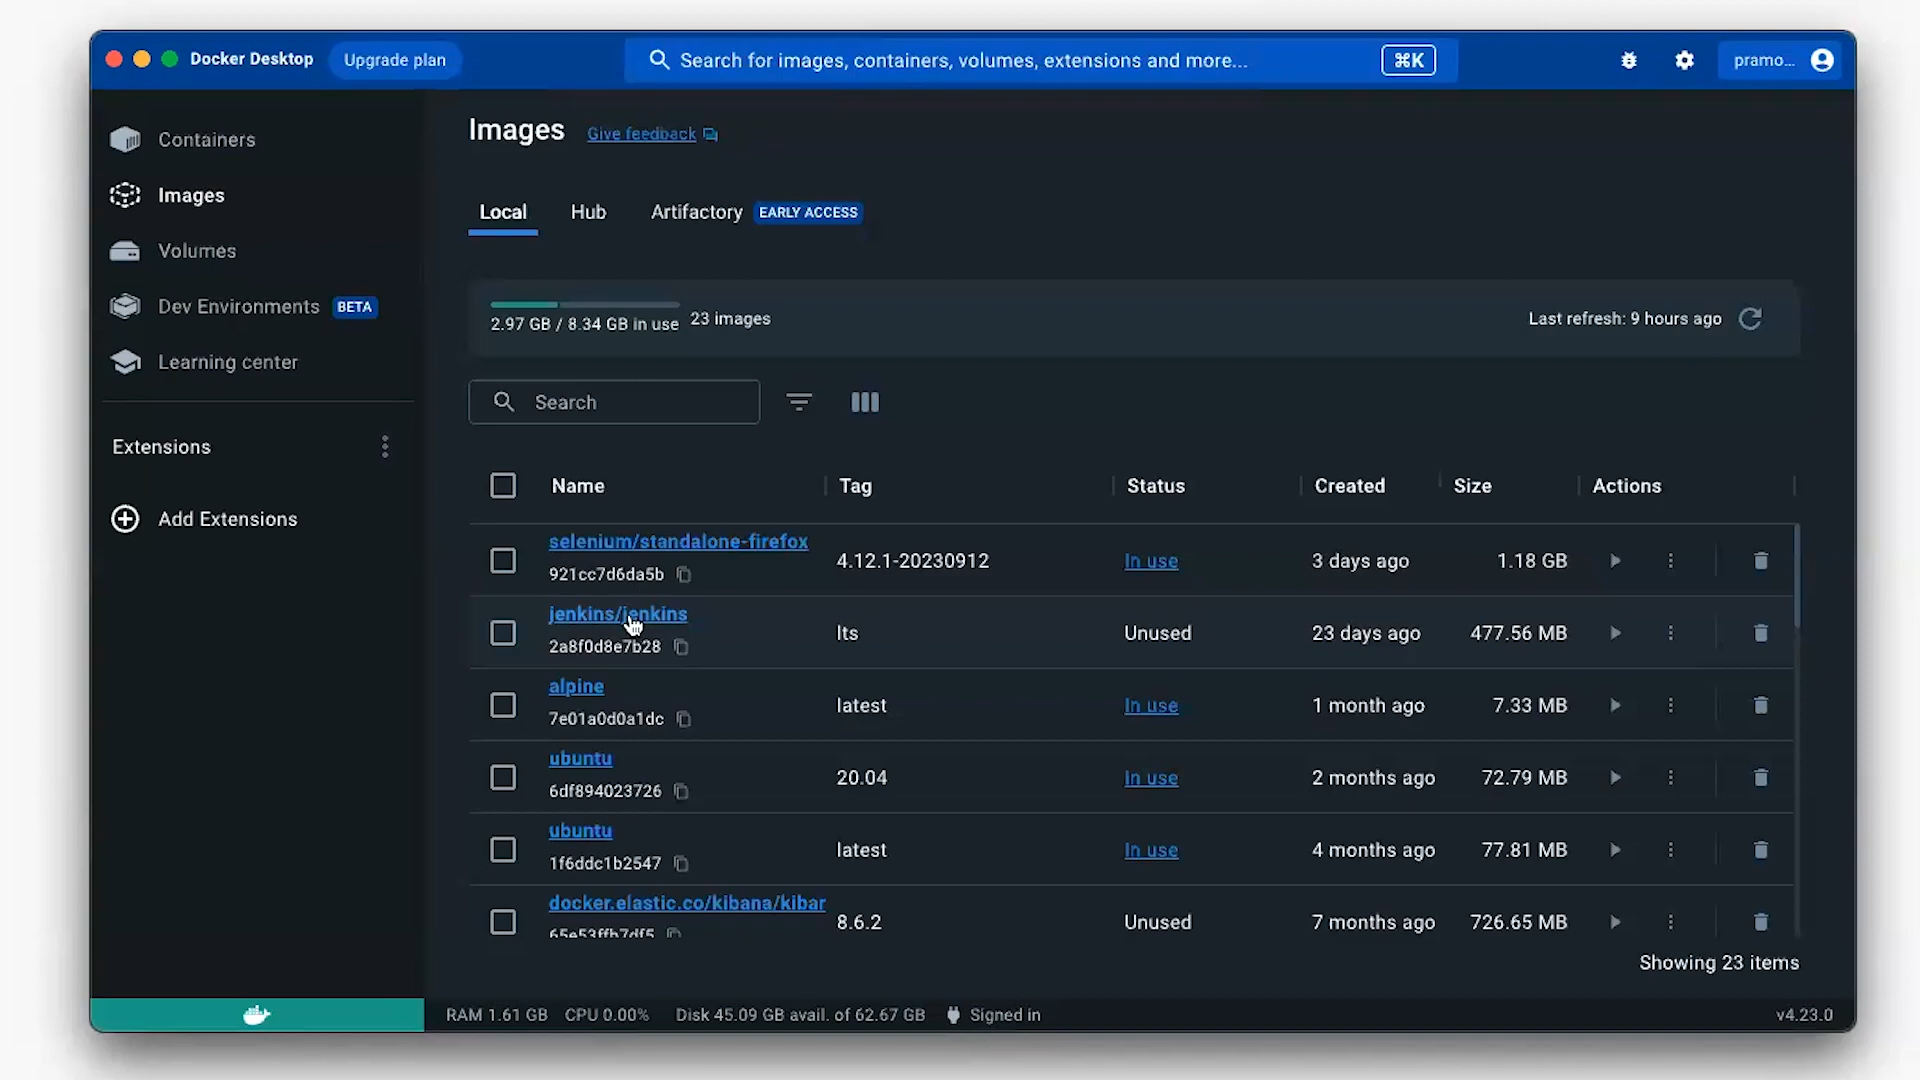 Docker Desktop
Upgrade plan
Search for images, containers, volumes, extensions and more...
⌘K
pramo...
Containers
Images
Volumes
Dev Environments BETA
Learning center
Extensions
Add Extensions
Images
Give feedback
Local
Hub
Artifactory EARLY ACCESS
2.97 GB / 8.34 GB in use
23 images
Last refresh: 9 hours ago
Search
Name Tag Status Created Size Actions
selenium/standalone-firefox
921cc7d6da5b
4.12.1-20230912 In use 3 days ago 1.18 GB
jenkins/jenkins
2a8f0d8e7b28
lts Unused 23 days ago 477.56 MB
alpine
7e01a0d0a1dc
latest In use 1 month ago 7.33 MB
ubuntu
6df894023726
20.04 In use 2 months ago 72.79 MB
ubuntu
1f6ddc1b2547
latest In use 4 months ago 77.81 MB
docker.elastic.co/kibana/kibar
65e53ffb7df5
8.6.2 Unused 7 months ago 726.65 MB
Showing 23 items
RAM 1.61 GB CPU 0.00% Disk 45.09 GB avail. of 62.67 GB Signed in
v4.23.0